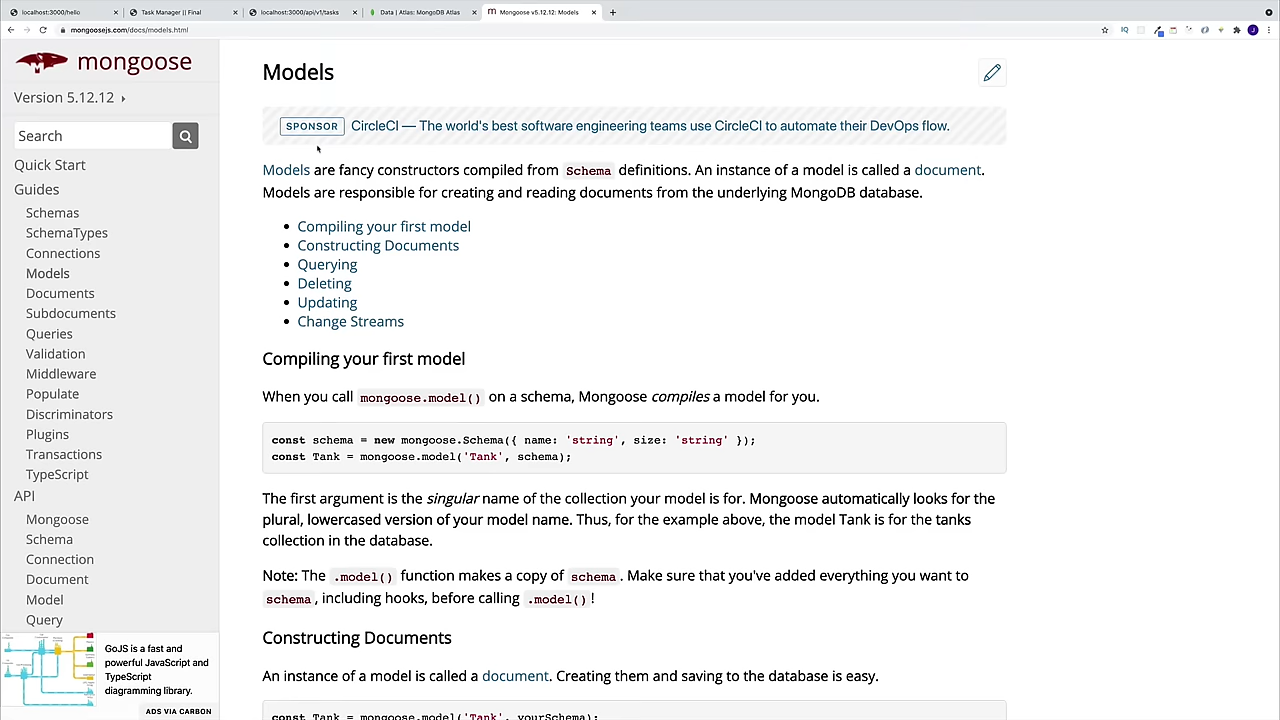 localhost:3000/hello
Task Manager || Final
localhost:3000/api/v1/tasks
Data | Atlas: MongoDB Atlas
Mongoose v5.12.12: Models
mongoosejs.com/docs/models.html
mongoose
Version 5.12.12
Search
Quick Start
Guides
Schemas
SchemaTypes
Connections
Models
Documents
Subdocuments
Queries
Validation
Middleware
Populate
Discriminators
Plugins
Transactions
TypeScript
API
Mongoose
Schema
Connection
Document
Model
Query
GoJS is a fast and
powerful JavaScript and
TypeScript
diagramming library.
ADS VIA CARBON
Models
SPONSOR CircleCI — The world's best software engineering teams use CircleCI to automate their DevOps flow.
Models are fancy constructors compiled from Schema definitions. An instance of a model is called a document.
Models are responsible for creating and reading documents from the underlying MongoDB database.
• Compiling your first model
• Constructing Documents
• Querying
• Deleting
• Updating
• Change Streams
Compiling your first model
When you call mongoose.model() on a schema, Mongoose compiles a model for you.
const schema = new mongoose.Schema({ name: 'string', size: 'string' });
const Tank = mongoose.model('Tank', schema);
The first argument is the singular name of the collection your model is for. Mongoose automatically looks for the
plural, lowercased version of your model name. Thus, for the example above, the model Tank is for the tanks
collection in the database.
Note: The .model() function makes a copy of schema. Make sure that you've added everything you want to
schema, including hooks, before calling .model()!
Constructing Documents
An instance of a model is called a document. Creating them and saving to the database is easy.
const Tank = mongoose.model('Tank', yourSchema);